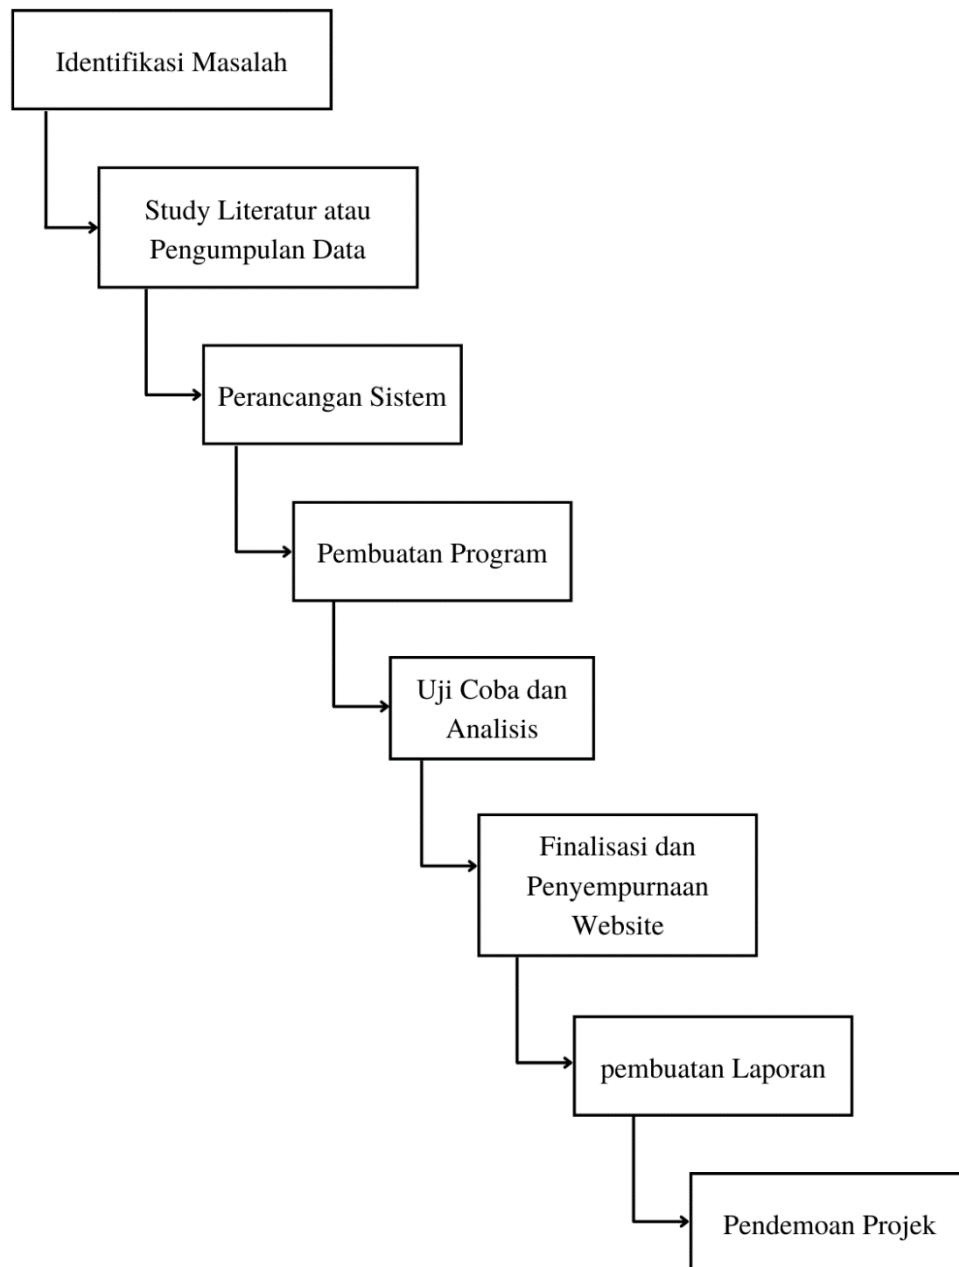 Identifikasi Masalah
Study Literatur atau
Pengumpulan Data
Perancangan Sistem
Pembuatan Program
Uji Coba dan
Analisis
Finalisasi dan
Penyempurnaan
Website
pembuatan Laporan
Pendemoan Projek